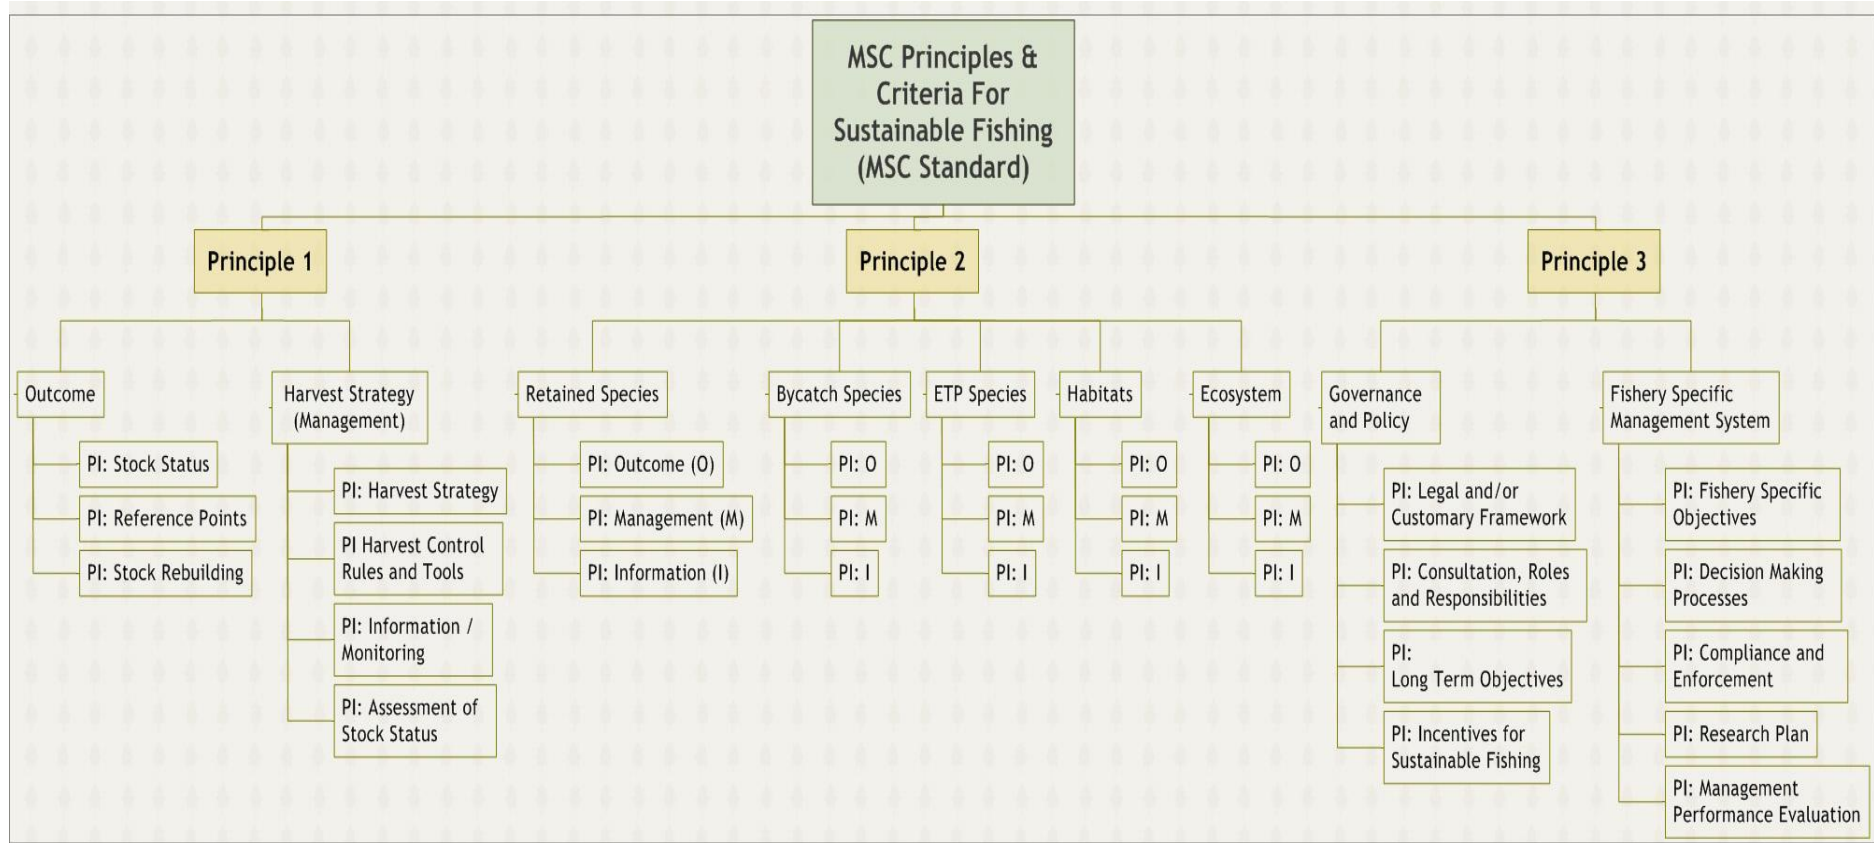 MSC Principles &
Criteria For
Sustainable Fishing
(MSC Standard)
Principle 1
Principle 2
Principle 3
Outcome
PI: Stock Status
PI: Reference Points
PI: Stock Rebuilding
Harvest Strategy
(Management)
PI: Harvest Strategy
PI Harvest Control
Rules and Tools
PI: Information /
Monitoring
PI: Assessment of
Stock Status
Retained Species
PI: Outcome (O)
PI: Management (M)
PI: Information (I)
Bycatch Species
PI: O
PI: M
PI: I
ETP Species
PI: O
PI: M
PI: I
Habitats
PI: O
PI: M
PI: I
Ecosystem
PI: O
PI: M
PI: I
Governance
and Policy
PI: Legal and/or
Customary Framework
PI: Consultation, Roles
and Responsibilities
PI:
Long Term Objectives
PI: Incentives for
Sustainable Fishing
Fishery Specific
Management System
PI: Fishery Specific
Objectives
PI: Decision Making
Processes
PI: Compliance and
Enforcement
PI: Research Plan
PI: Management
Performance Evaluation